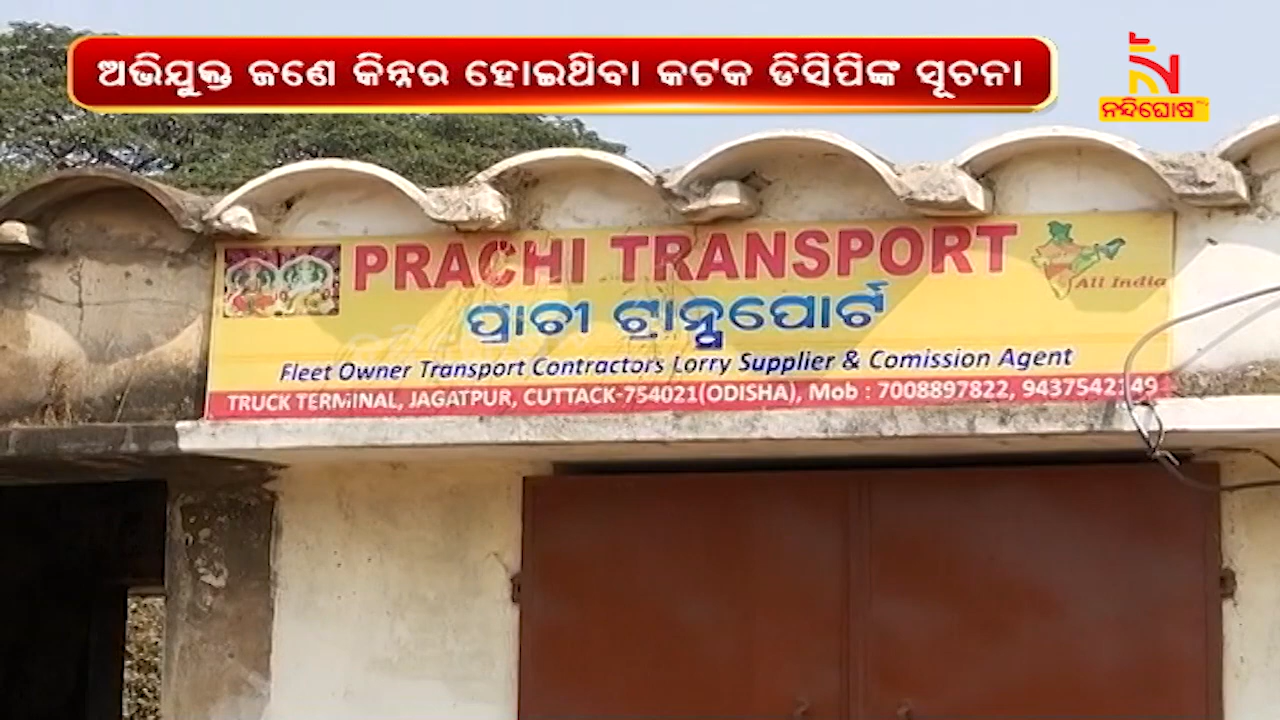 ଅଭିଯୁକ୍ତ ଜଣେ କିନ୍ନର ହୋଇଥିବା କଟକ ଡିସିପିଙ୍କ ସୂଚନା
ନନ୍ଦିଘୋଷ
PRACHI TRANSPORT
All India
ପ୍ରାଚୀ ଟ୍ରାନ୍ସପୋର୍ଟ
Fleet Owner Transport Contractors Lorry Supplier & Comission Agent
TRUCK TERMINAL, JAGATPUR, CUTTACK-754021(ODISHA), Mob : 7008897822, 9437542149